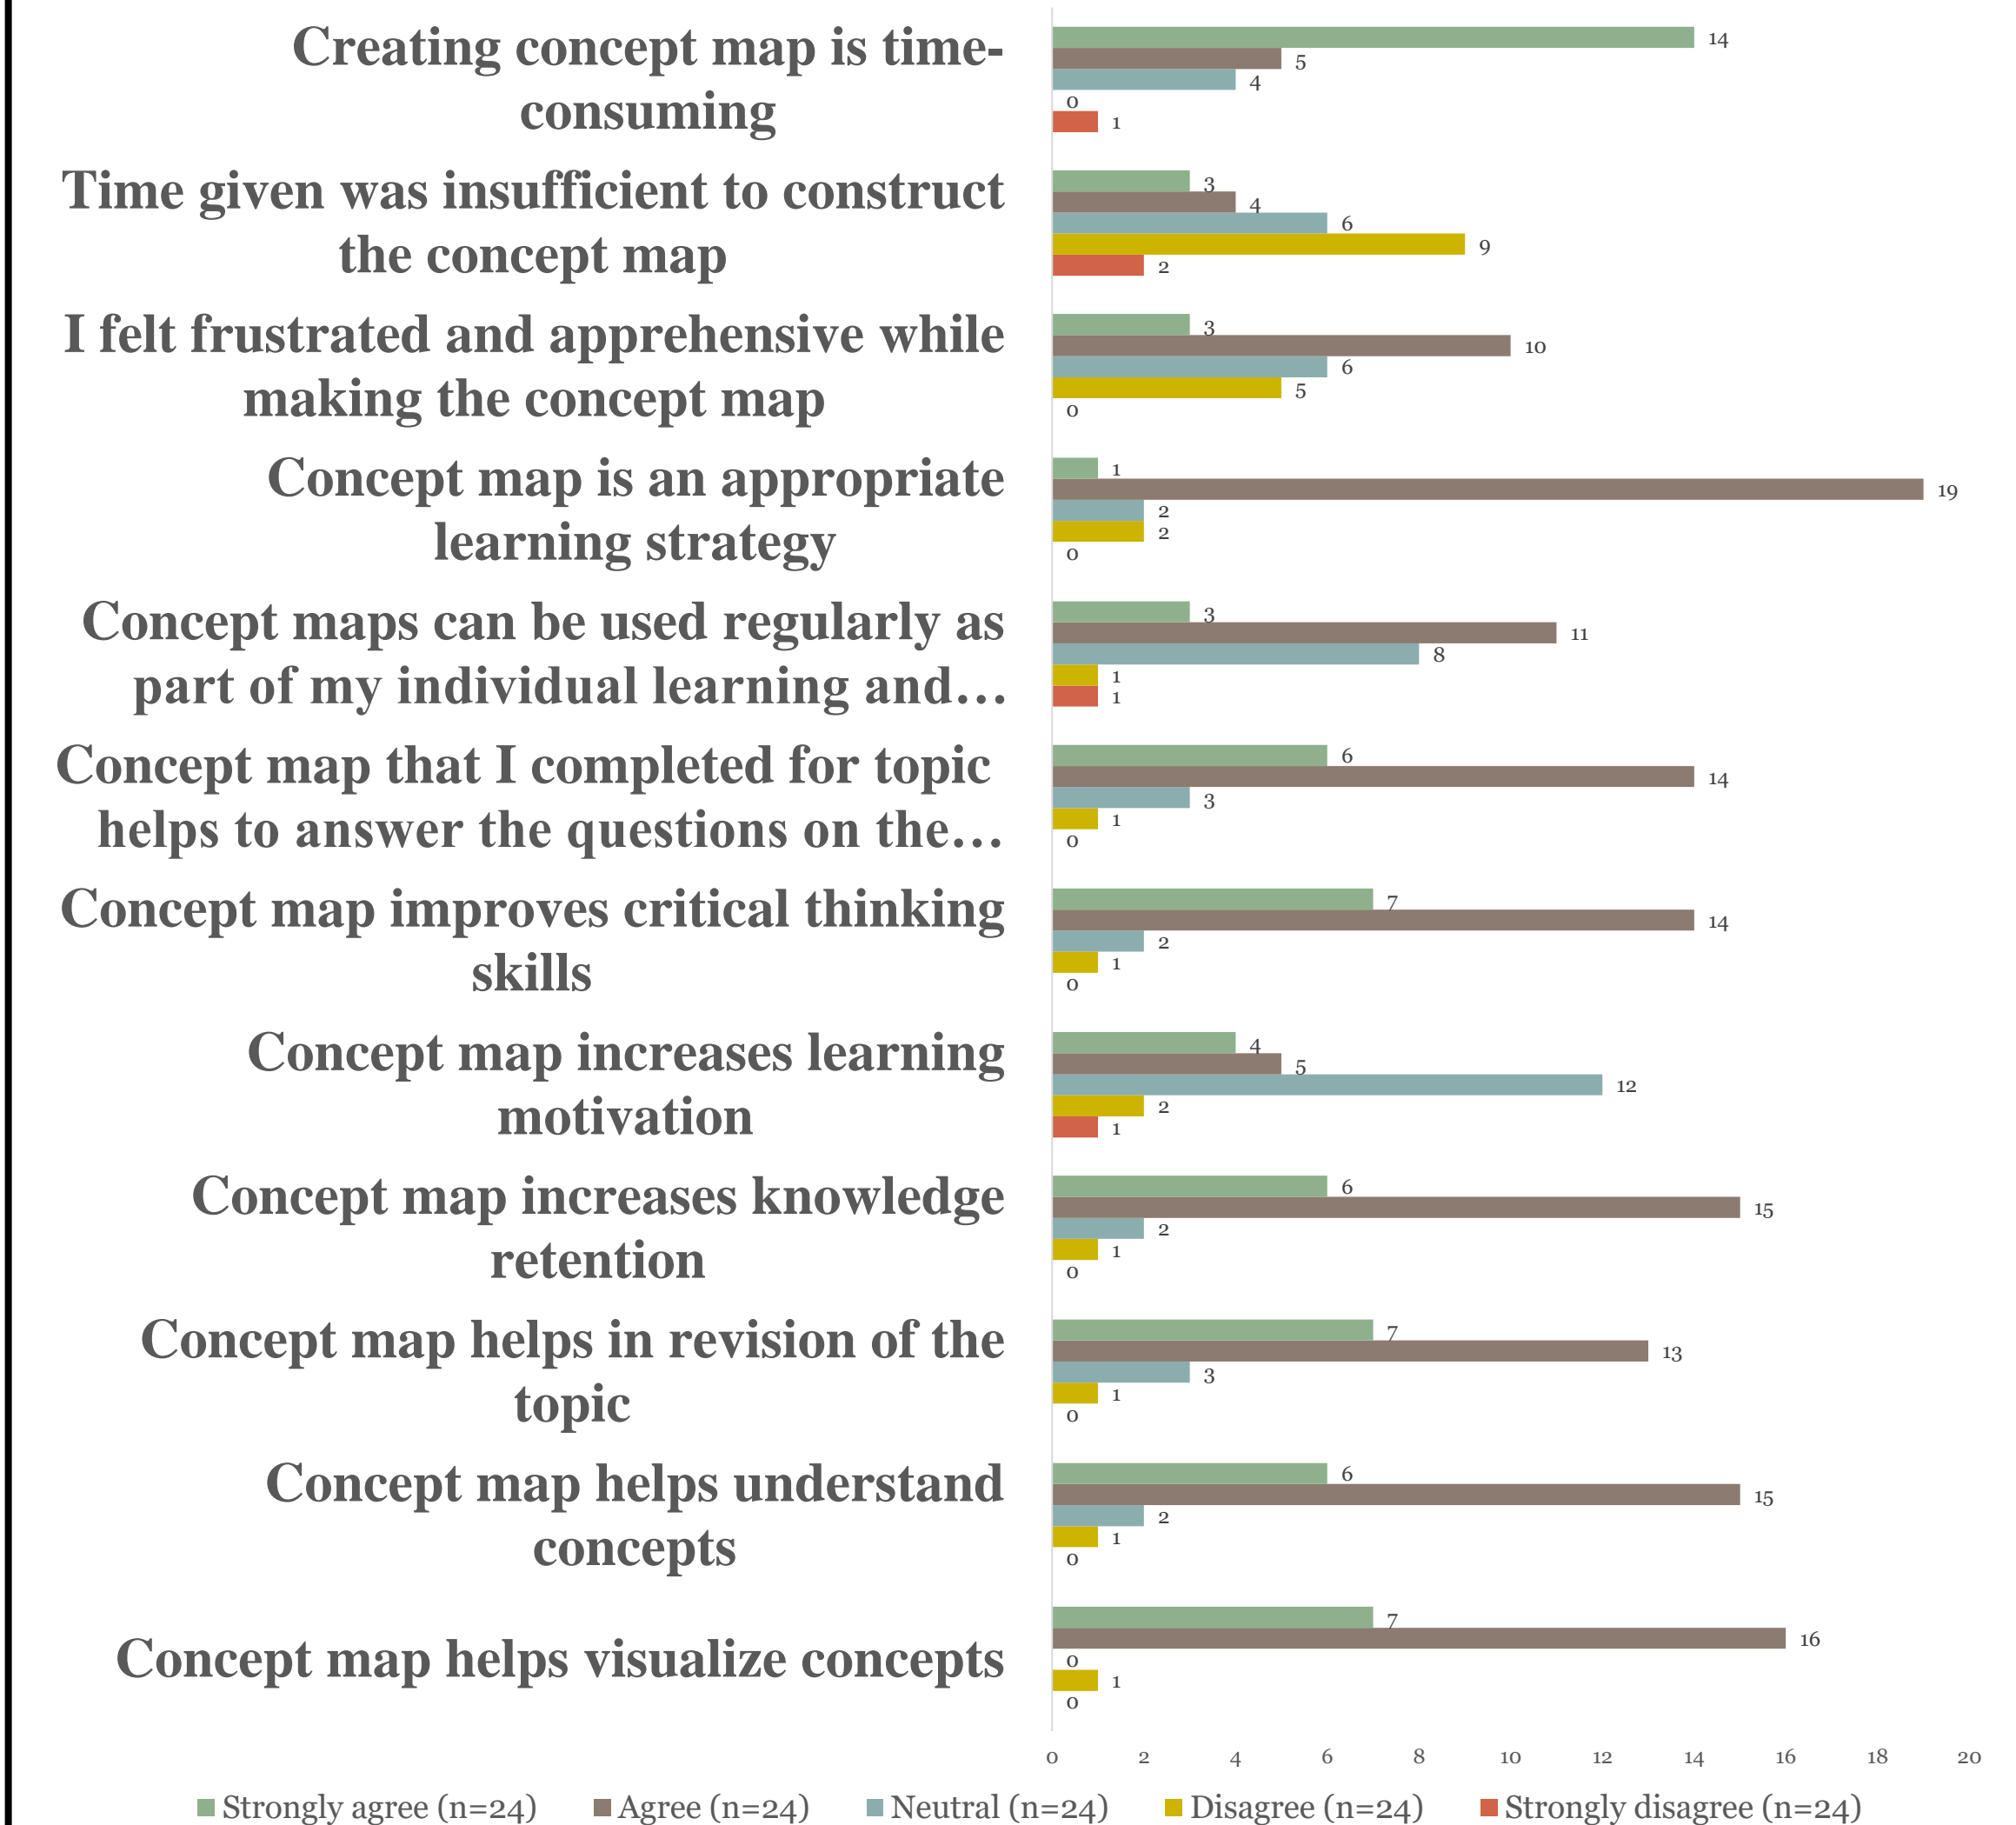 Creating concept map is time-
consuming
14
5
4
0
1
Time given was insufficient to construct
the concept map
3
4
6
9
2
I felt frustrated and apprehensive while
making the concept map
3
10
6
5
0
Concept map is an appropriate
learning strategy
1
19
2
2
0
Concept maps can be used regularly as
part of my individual learning and…
3
11
8
1
1
Concept map that I completed for topic
helps to answer the questions on the…
6
14
3
1
0
Concept map improves critical thinking
skills
7
14
2
1
0
Concept map increases learning
motivation
4
5
12
2
1
Concept map increases knowledge
retention
6
15
2
1
0
Concept map helps in revision of the
topic
7
13
3
1
0
Concept map helps understand
concepts
6
15
2
1
0
Concept map helps visualize concepts
7
16
0
1
0
0 2 4 6 8 10 12 14 16 18 20
Strongly agree (n=24) Agree (n=24) Neutral (n=24) Disagree (n=24) Strongly disagree (n=24)